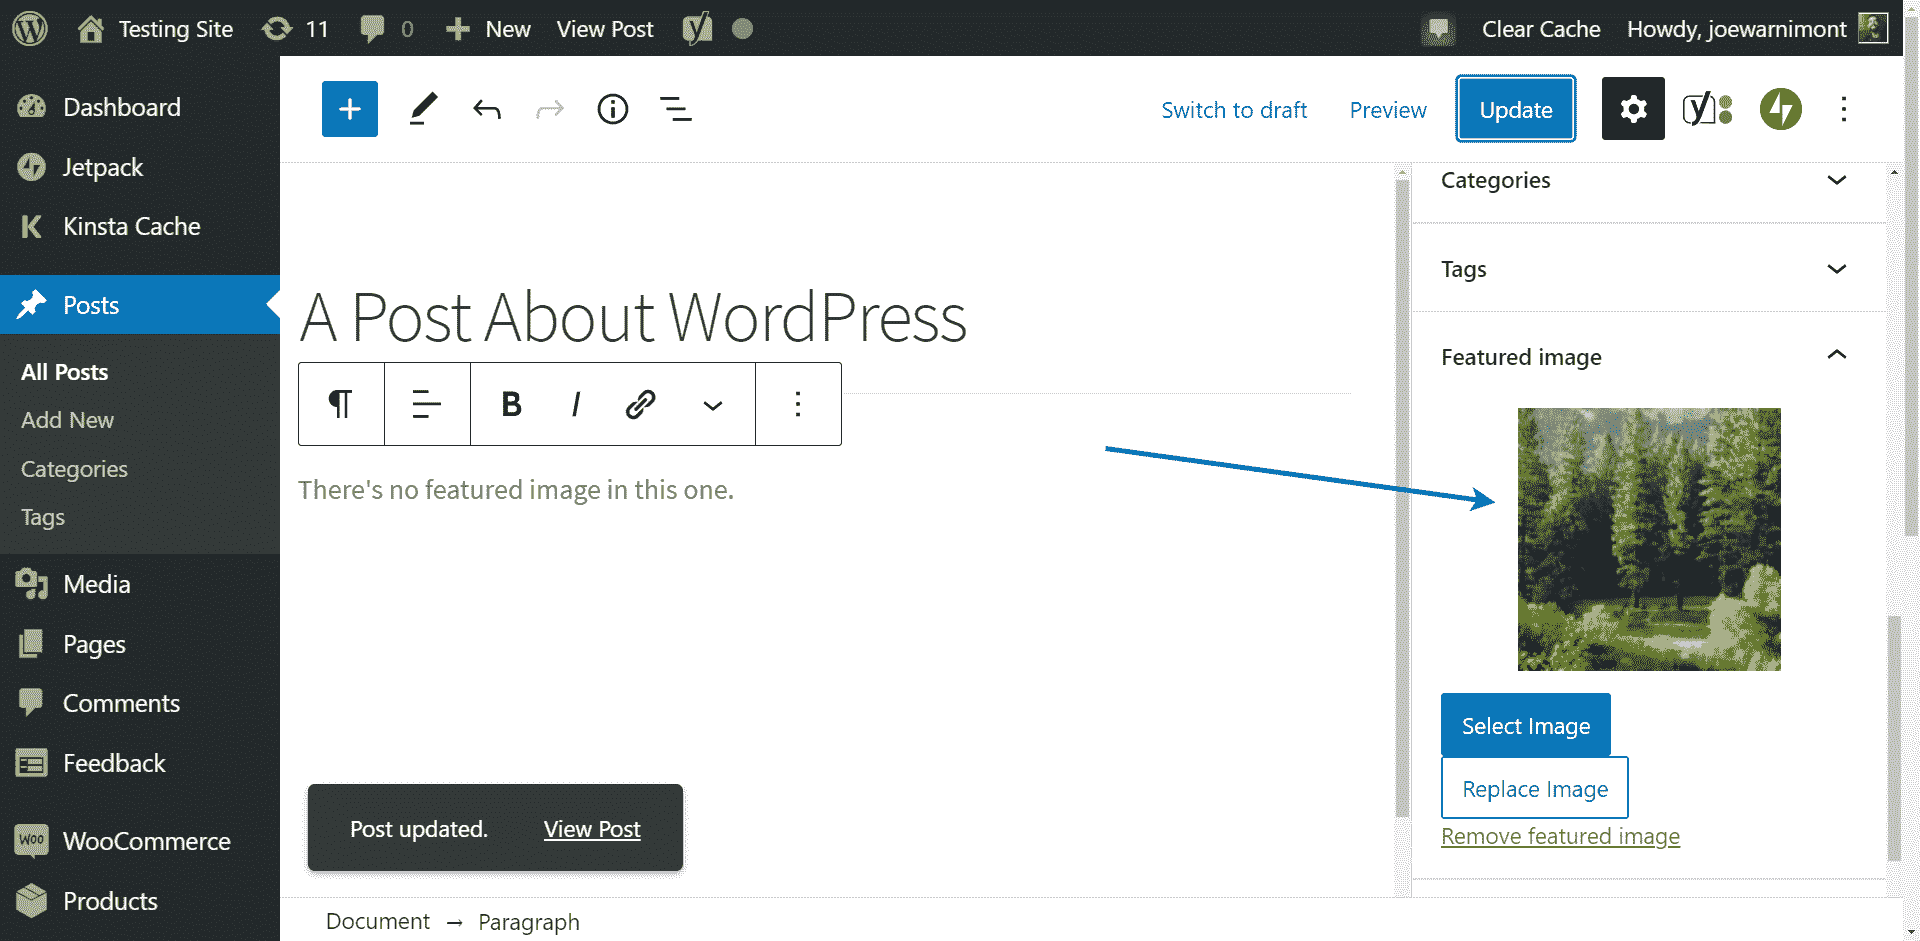 Testing Site 11 0 New View Post Clear Cache Howdy, joewarnimont
Dashboard
Jetpack
Kinsta Cache
Posts
All Posts
Add New
Categories
Tags
Media
Pages
Comments
Feedback
Woo WooCommerce
Products
Switch to draft Preview Update
A Post About WordPress
B I
There's no featured image in this one.
Post updated. View Post
Document → Paragraph
Categories
Tags
Featured image
Select Image
Replace Image
Remove featured image